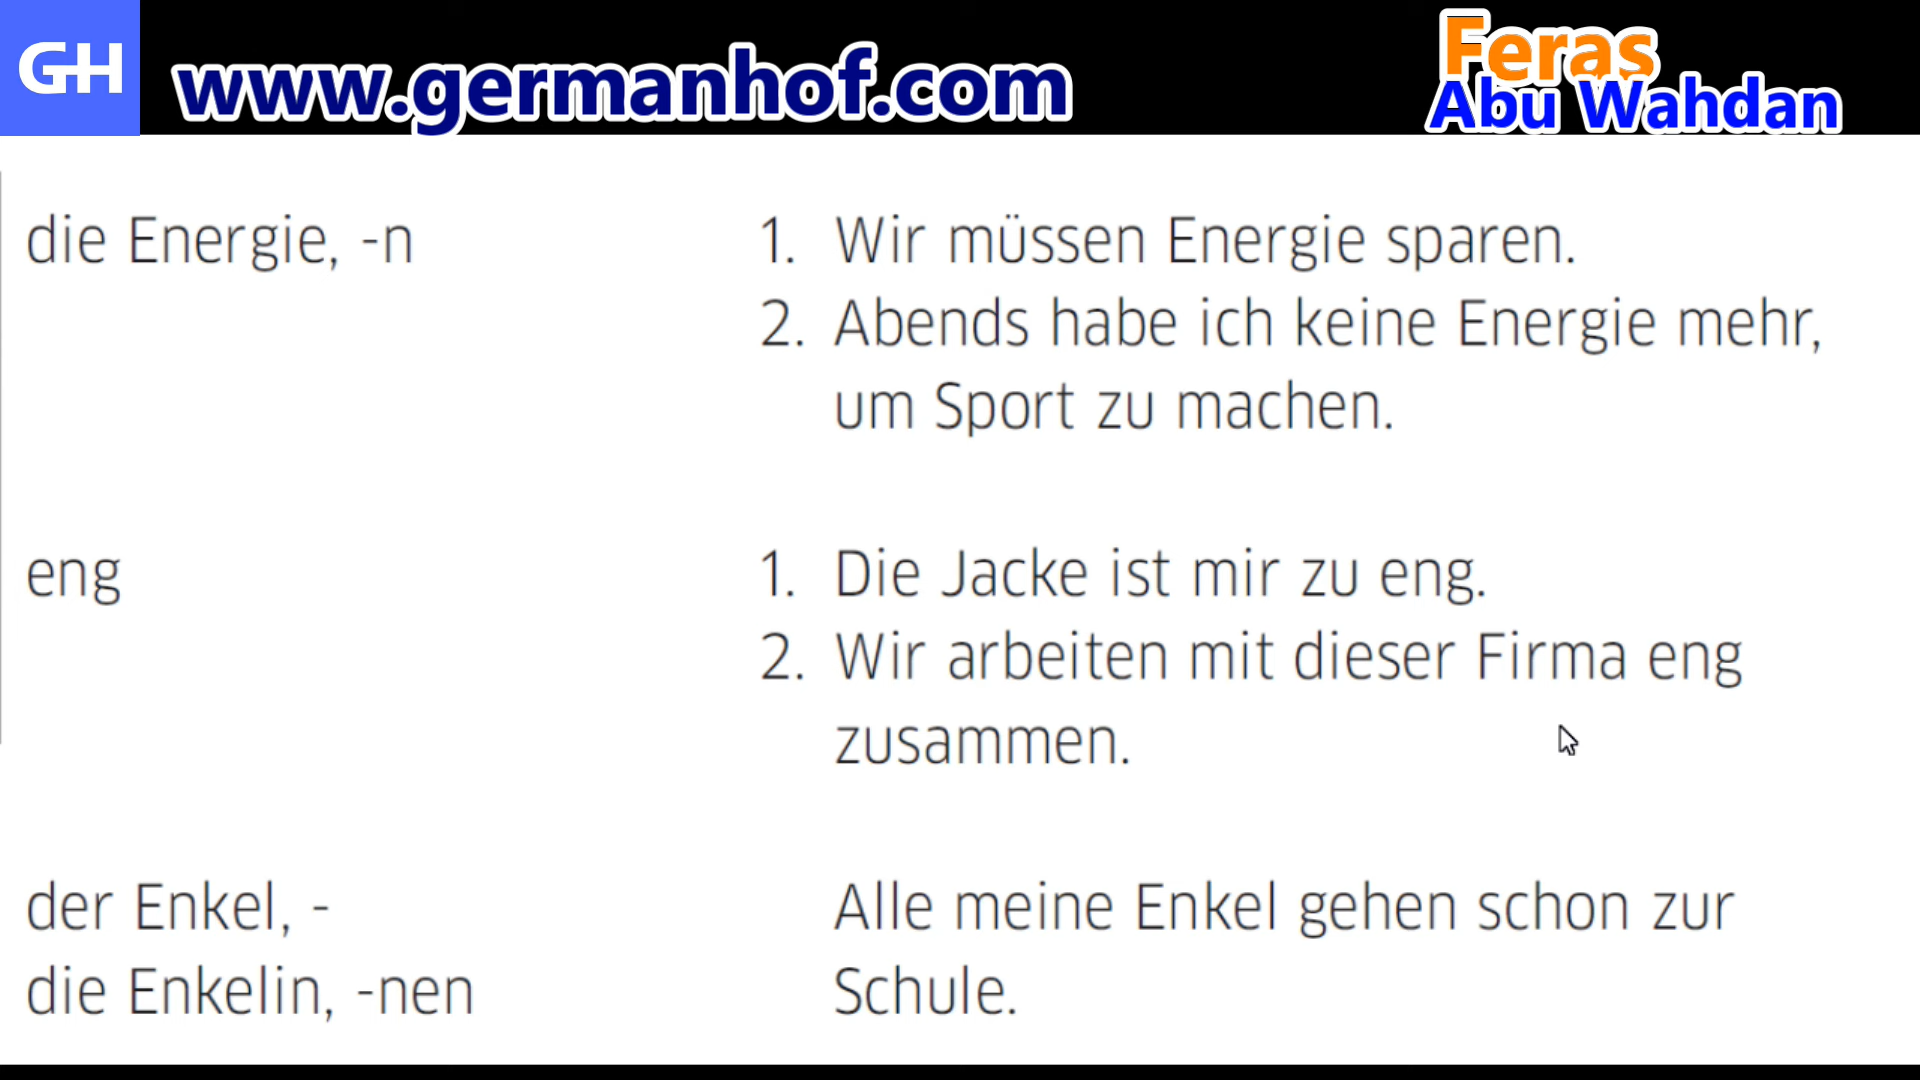 GH
www.germanhof.com
Feras
Abu Wahdan
die Energie, -n
1. Wir müssen Energie sparen.
2. Abends habe ich keine Energie mehr,
um Sport zu machen.
eng
1. Die Jacke ist mir zu eng.
2. Wir arbeiten mit dieser Firma eng
zusammen.
der Enkel, -
die Enkelin, -nen
Alle meine Enkel gehen schon zur
Schule.